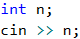 int n;
cin >> n;